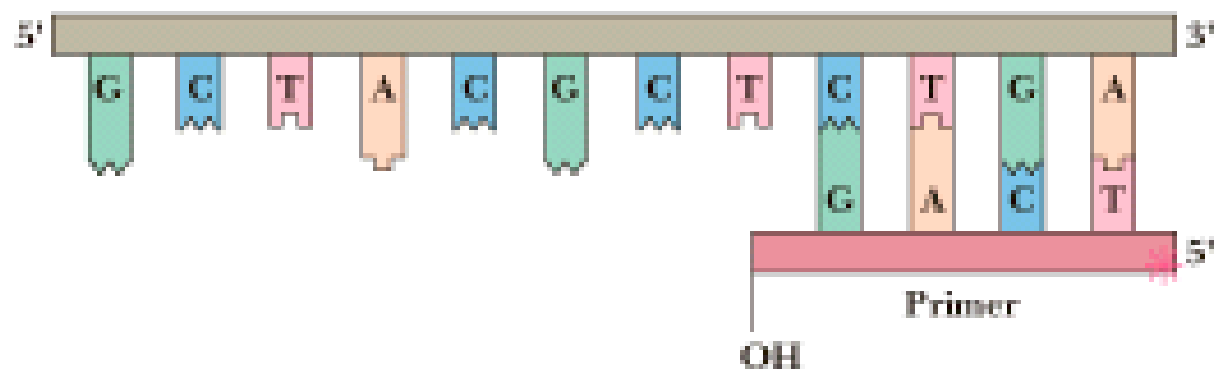 5' 3'
G C T A C G C T C T G A
G A C T
5'
Primer
OH